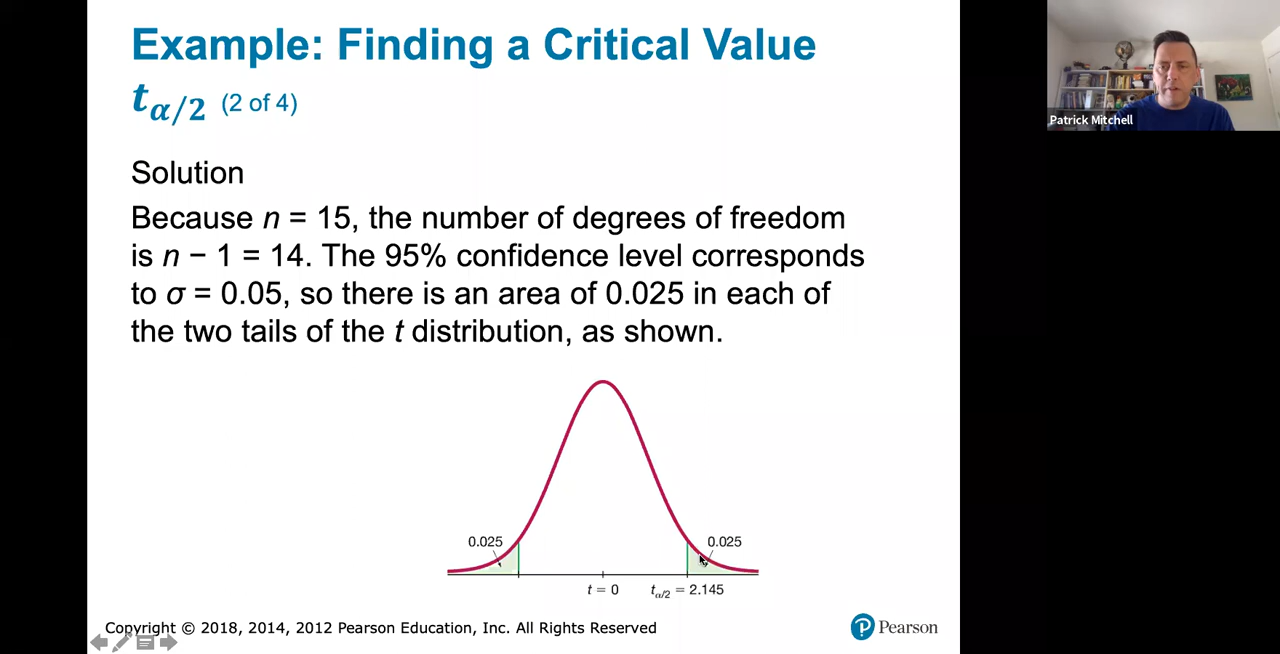 Example: Finding a Critical Value
t α/2 (2 of 4)
Patrick Mitchell
Solution
Because n = 15, the number of degrees of freedom
is n − 1 = 14. The 95% confidence level corresponds
to σ = 0.05, so there is an area of 0.025 in each of
the two tails of the t distribution, as shown.
0.025
0.025
t = 0
tα/2 = 2.145
Copyright © 2018, 2014, 2012 Pearson Education, Inc. All Rights Reserved
P Pearson